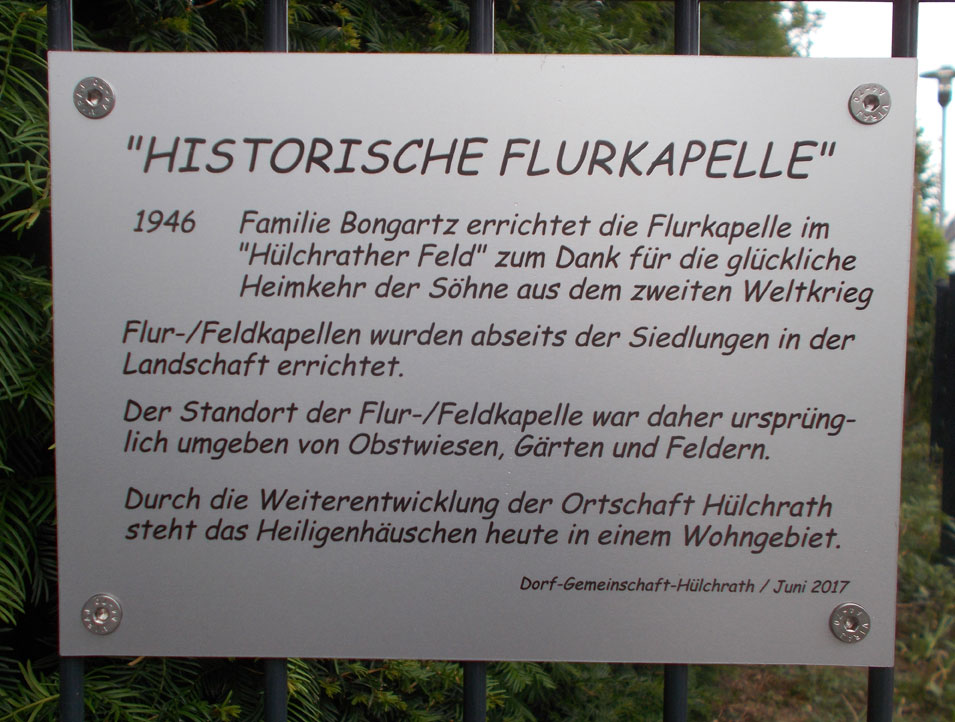 "HISTORISCHE FLURKAPELLE"
1946 Familie Bongartz errichtet die Flurkapelle im
"Hülchrather Feld" zum Dank für die glückliche
Heimkehr der Söhne aus dem zweiten Weltkrieg
Flur-/Feldkapellen wurden abseits der Siedlungen in der
Landschaft errichtet.
Der Standort der Flur-/Feldkapelle war daher ursprüng-
lich umgeben von Obstwiesen, Gärten und Feldern.
Durch die Weiterentwicklung der Ortschaft Hülchrath
steht das Heiligenhäuschen heute in einem Wohngebiet.
Dorf-Gemeinschaft-Hülchrath / Juni 2017